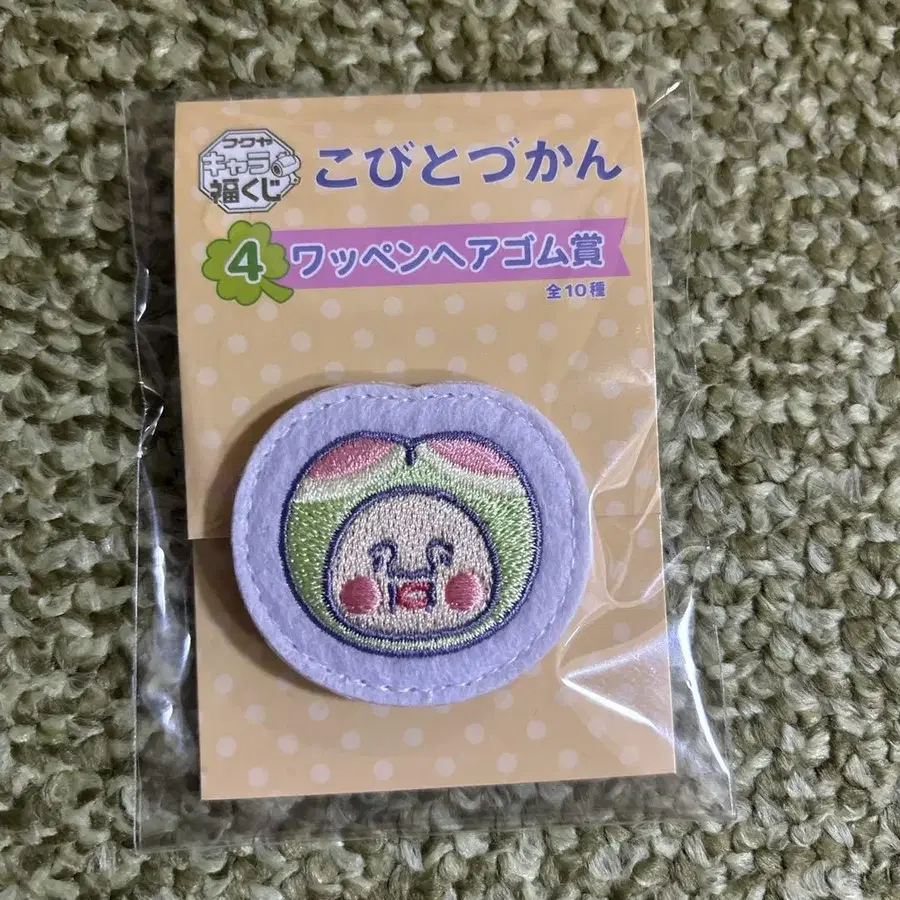 フクヤ
キャラ
福くじ
こびとづかん
4 ワッペンヘアゴム賞
全10種